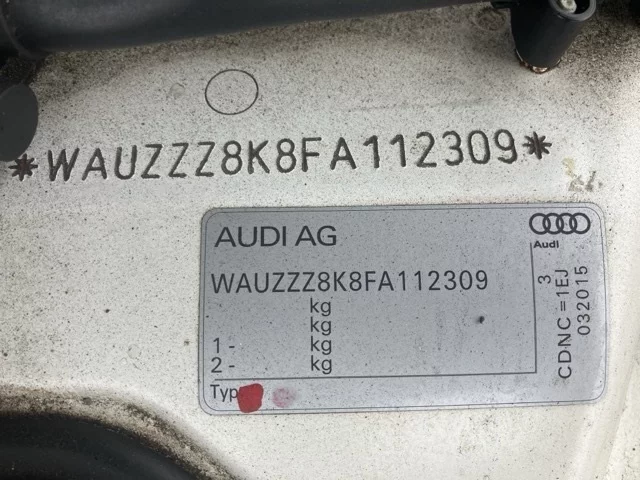 *WAUZZZ8K8FA112309*
AUDI AG
Audi
WAUZZZ8K8FA112309
kg
kg
1 - kg
2 - kg
Typ
3
CDNC =1EJ
032015